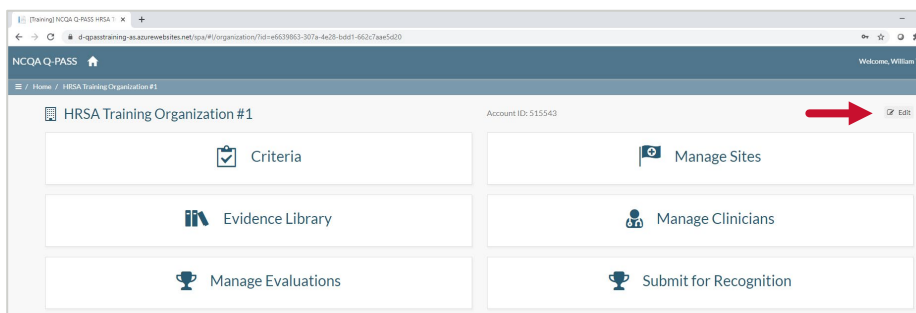 [Training] NCQA Q-PASS HRSA T
d-qpasstraining-as.azurewebsites.net/spa/#!/organization/?id=e6639863-307a-4e28-bdd1-662c7aae5d20
NCQA Q-PASS
Welcome, William
/ Home / HRSA Training Organization #1
HRSA Training Organization #1
Account ID: 515543
Edit
Criteria
Manage Sites
Evidence Library
Manage Clinicians
Manage Evaluations
Submit for Recognition